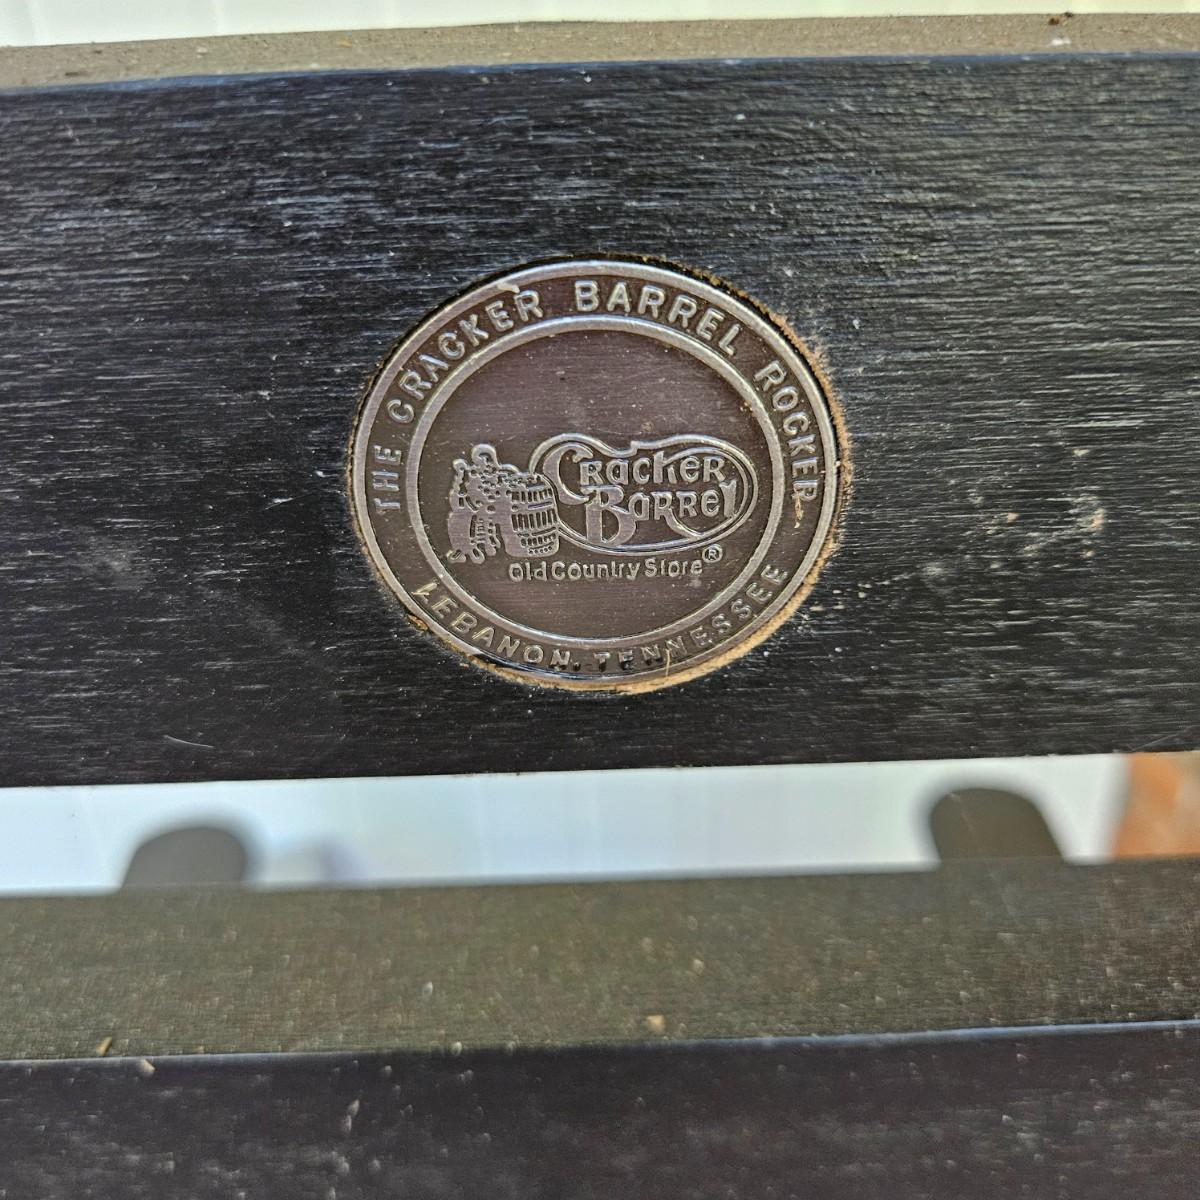 THE CRACKER BARREL ROCKER
Cracker
Barrel
Old Country Store®
LEBANON, TENNESSEE